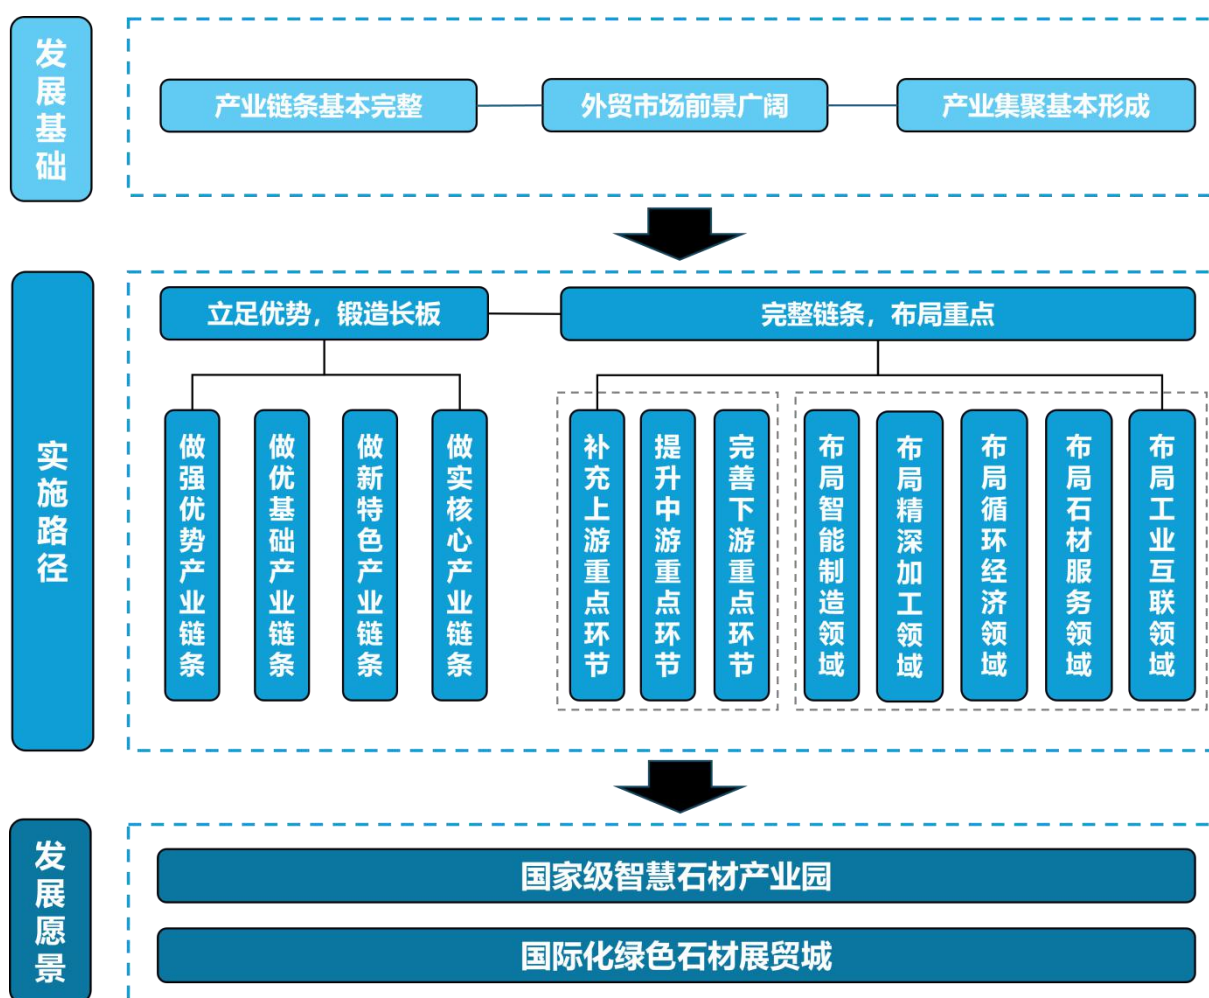 发展基础
产业链条基本完整
外贸市场前景广阔
产业集聚基本形成
实施路径
立足优势，锻造长板
完整链条，布局重点
做强优势产业链条
做优基础产业链条
做新特色产业链条
做实核心产业链条
补充上游重点环节
提升中游重点环节
完善下游重点环节
布局智能制造领域
布局精深加工领域
布局循环经济领域
布局石材服务领域
布局工业互联领域
发展愿景
国家级智慧石材产业园
国际化绿色石材展贸城